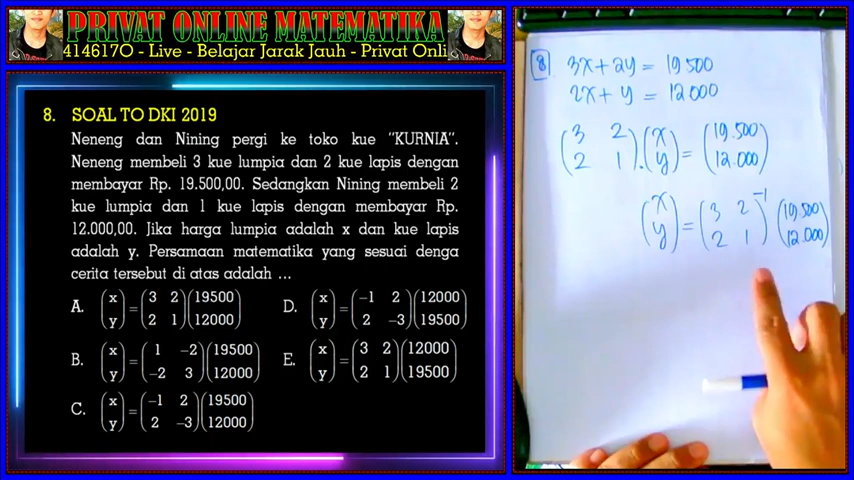 PRIVAT ONLINE MATEMATIKA
414617O - Live - Belajar Jarak Jauh - Privat Onli
8. SOAL TO DKI 2019
Neneng dan Nining pergi ke toko kue "KURNIA".
Neneng membeli 3 kue lumpia dan 2 kue lapis dengan
membayar Rp. 19.500,00. Sedangkan Nining membeli 2
kue lumpia dan 1 kue lapis dengan membayar Rp.
12.000,00. Jika harga lumpia adalah x dan kue lapis
adalah y. Persamaan matematika yang sesuai denga
cerita tersebut di atas adalah ...
A. (x y) = (3 2 2 1)(19500 12000)
D. (x y) = (-1 2 2 -3)(12000 19500)
B. (x y) = (1 -2 -2 3)(19500 12000)
E. (x y) = (3 2 2 1)(12000 19500)
C. (x y) = (-1 2 2 -3)(19500 12000)
8. 3x + 2y = 19500
2x + y = 12.000
(3 2 2 1).(x y) = (19.500 12.000)
(x y) = (3 2 2 1)⁻¹ (19.500 12.000)